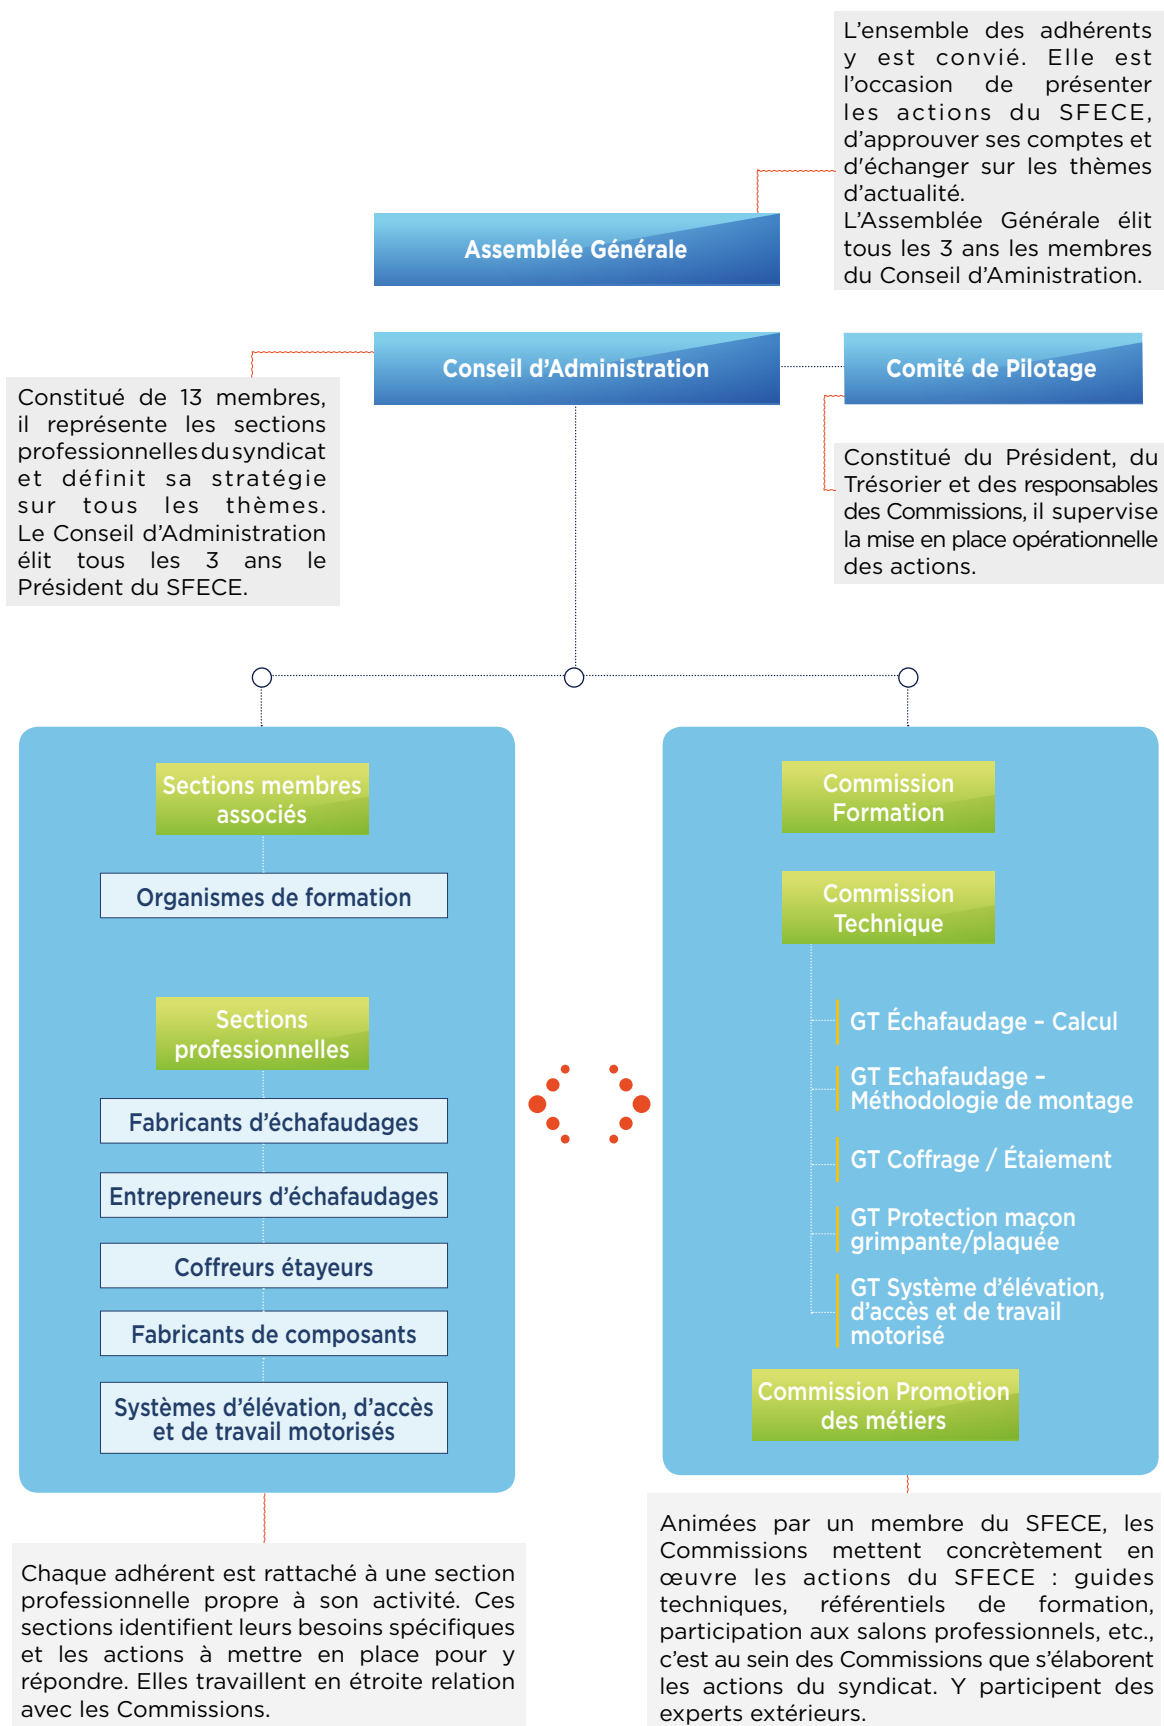 L'ensemble des adhérents
y est convié. Elle est
l'occasion de présenter
les actions du SFECE,
d'approuver ses comptes et
d'échanger sur les thèmes
d'actualité.
L'Assemblée Générale élit
tous les 3 ans les membres
du Conseil d'Aministration.
Assemblée Générale
Conseil d'Administration
Comité de Pilotage
Constitué de 13 membres,
il représente les sections
professionnelles du syndicat
et définit sa stratégie
sur tous les thèmes.
Le Conseil d'Administration
élit tous les 3 ans le
Président du SFECE.
Constitué du Président, du
Trésorier et des responsables
des Commissions, il supervise
la mise en place opérationnelle
des actions.
Sections membres
associés
Organismes de formation
Sections
professionnelles
Fabricants d'échafaudages
Entrepreneurs d'échafaudages
Coffreurs étayeurs
Fabricants de composants
Systèmes d'élévation, d'accès
et de travail motorisés
Commission
Formation
Commission
Technique
GT Échafaudage – Calcul
GT Echafaudage –
Méthodologie de montage
GT Coffrage / Étaiement
GT Protection maçon
grimpante/plaquée
GT Système d'élévation,
d'accès et de travail
motorisé
Commission Promotion
des métiers
Chaque adhérent est rattaché à une section
professionnelle propre à son activité. Ces
sections identifient leurs besoins spécifiques
et les actions à mettre en place pour y
répondre. Elles travaillent en étroite relation
avec les Commissions.
Animées par un membre du SFECE, les
Commissions mettent concrètement en
œuvre les actions du SFECE : guides
techniques, référentiels de formation,
participation aux salons professionnels, etc.,
c'est au sein des Commissions que s'élaborent
les actions du syndicat. Y participent des
experts extérieurs.